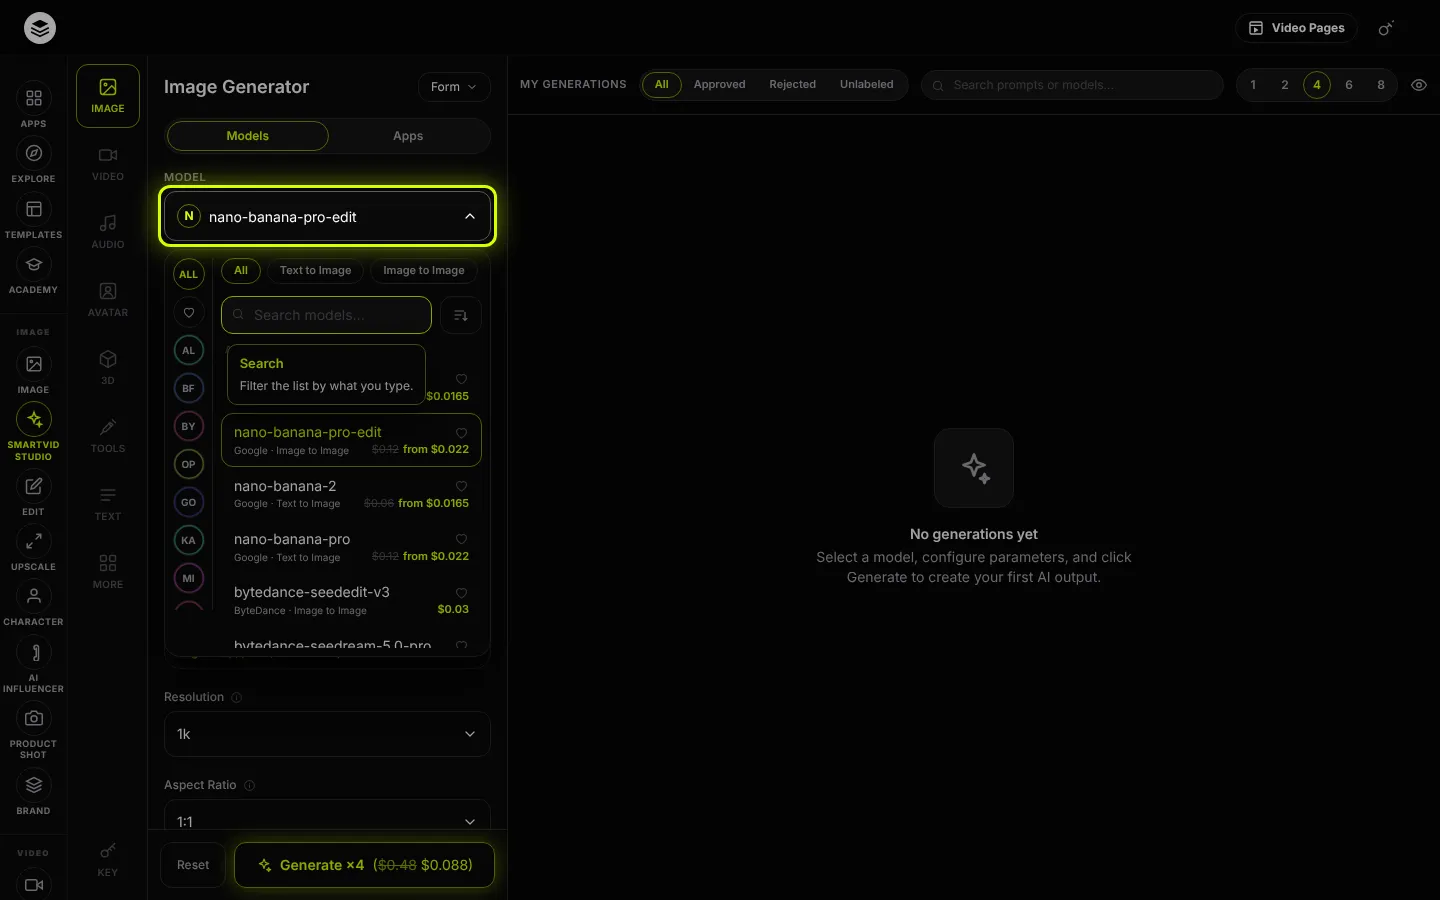 Video Pages
APPS
EXPLORE
TEMPLATES
ACADEMY
IMAGE
IMAGE
SMARTVID
STUDIO
EDIT
UPSCALE
CHARACTER
AI
INFLUENCER
PRODUCT
SHOT
BRAND
VIDEO
IMAGE
VIDEO
AUDIO
AVATAR
3D
TOOLS
TEXT
MORE
KEY
Image Generator
Form
Models
Apps
MODEL
N
nano-banana-pro-edit
ALL
AL
BF
BY
OP
GO
KA
MI
All
Text to Image
Image to Image
Search models...
Search
Filter the list by what you type.
$0.0165
nano-banana-pro-edit
Google · Image to Image
$0.12 from $0.022
nano-banana-2
Google · Text to Image
$0.06 from $0.0165
nano-banana-pro
Google · Text to Image
$0.12 from $0.022
bytedance-seededit-v3
ByteDance · Image to Image
$0.03
bytedance-seedream-5.0-pro
Resolution
1k
Aspect Ratio
1:1
Reset
Generate ×4 ($0.48 $0.088)
MY GENERATIONS
All
Approved
Rejected
Unlabeled
Search prompts or models...
1
2
4
6
8
No generations yet
Select a model, configure parameters, and click
Generate to create your first AI output.